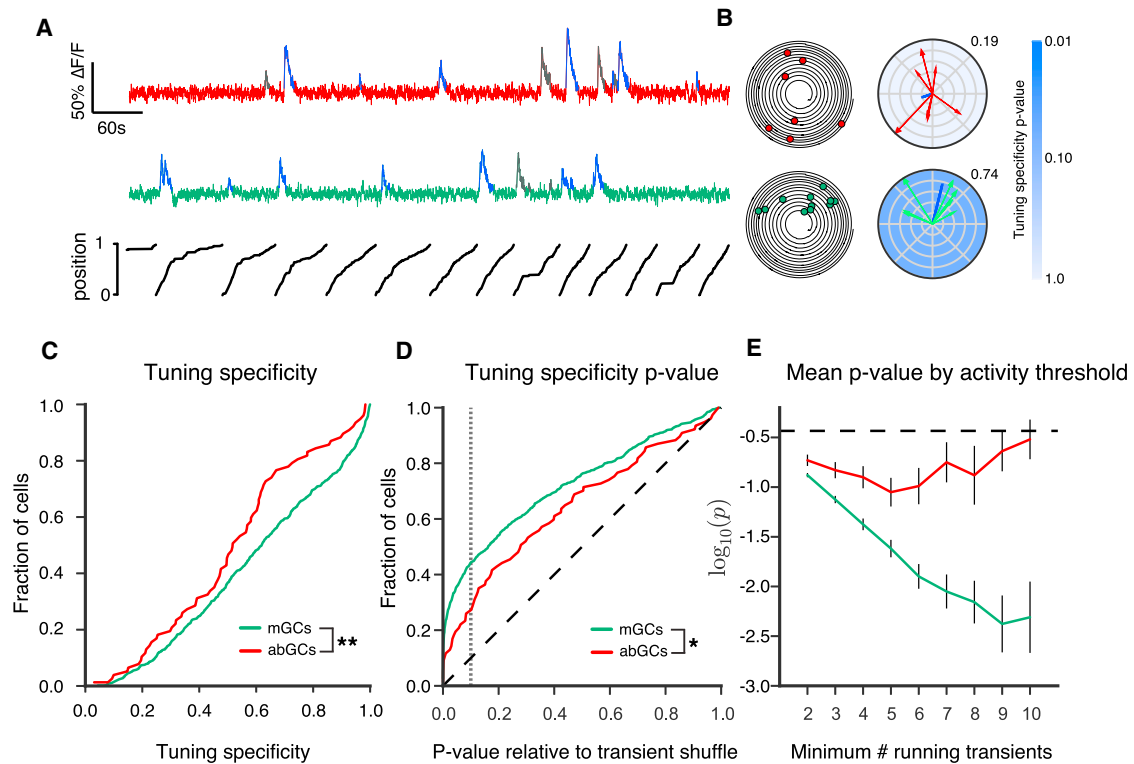 A
50% ΔF/F
60s
position
1
0
B
0.19
0.74
Tuning specificity p-value
0.01
0.10
1.0
C
Tuning specificity
Fraction of cells
1.0
0.8
0.6
0.4
0.2
0.0
mGCs
abGCs
**
0.0 0.2 0.4 0.6 0.8 1.0
Tuning specificity
D
Tuning specificity p-value
Fraction of cells
1.0
0.8
0.6
0.4
0.2
0.0
mGCs
abGCs
*
0.0 0.2 0.4 0.6 0.8 1.0
P-value relative to transient shuffle
E
Mean p-value by activity threshold
log10(p)
-0.5
-1.0
-1.5
-2.0
-2.5
-3.0
2 3 4 5 6 7 8 9 10
Minimum # running transients